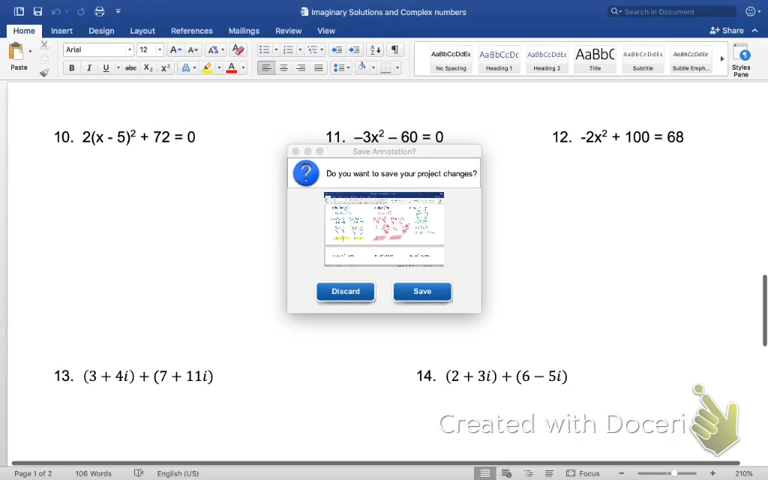 Imaginary Solutions and Complex numbers
Search in Document
Home Insert Design Layout References Mailings Review View
Share
Paste
Arial 12
B I U abc X₂ X²
AaBbCcDdEe AaBbCcDc AaBbCcDdEe AaBbC AaBbCcDdEe AaBbCcDdEe
No Spacing Heading 1 Heading 2 Title Subtitle Subtle Emph...
Styles Pane
10. 2(x - 5)² + 72 = 0
11. –3x² – 60 = 0
12. -2x² + 100 = 68
Save Annotation?
Do you want to save your project changes?
Discard Save
13. (3 + 4i) + (7 + 11i)
14. (2 + 3i) + (6 − 5i)
Created with Doceri
Page 1 of 2 106 Words English (US) Focus 210%